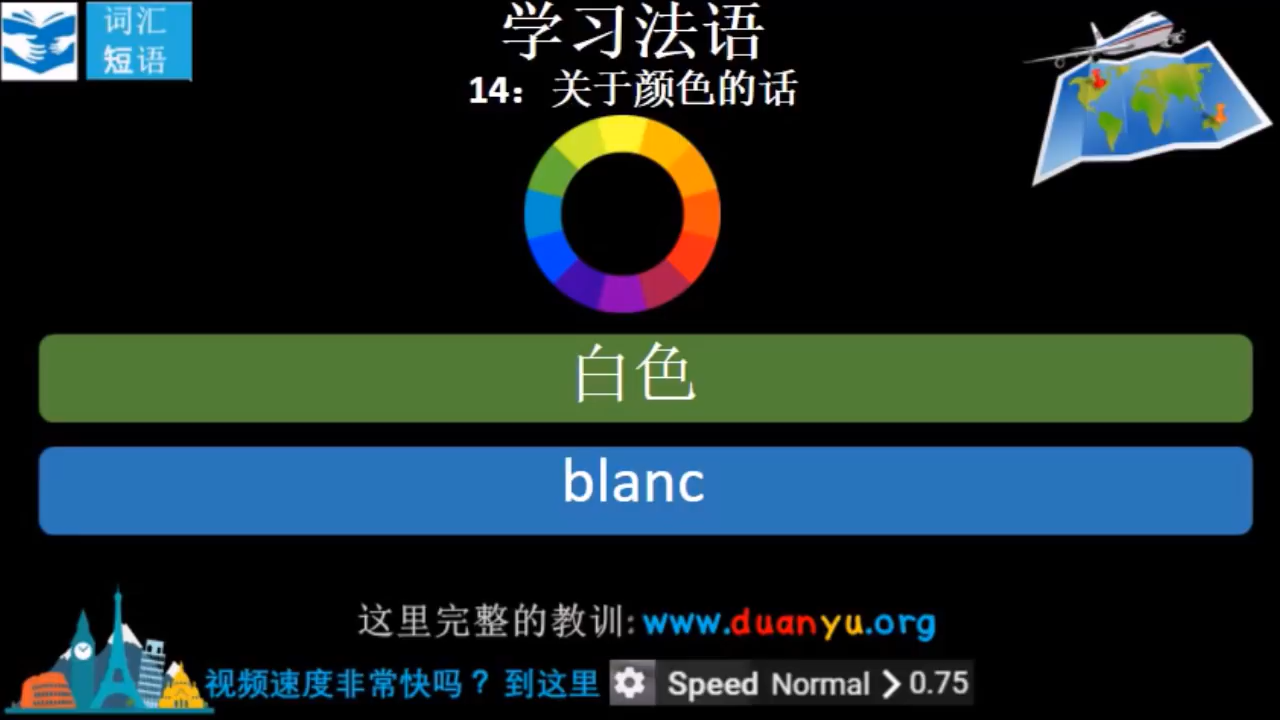 词汇
短语
学习法语
14：关于颜色的话
白色
blanc
这里完整的教训: www.duanyu.org
视频速度非常快吗？ 到这里 Speed Normal > 0.75